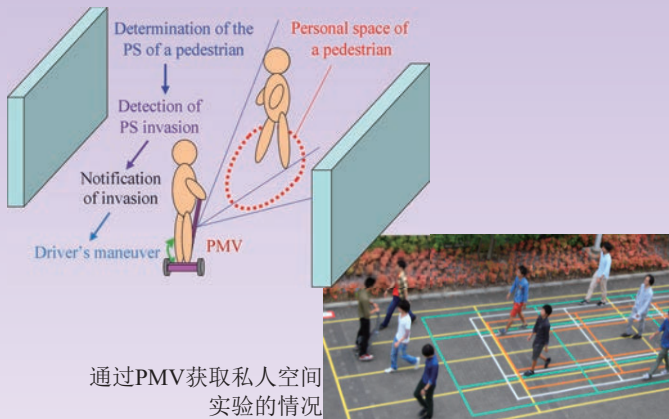 Determination of the
PS of a pedestrian
Personal space of
a pedestrian
Detection of
PS invasion
Notification
of invasion
Driver's maneuver
PMV
通过PMV获取私人空间
实验的情况